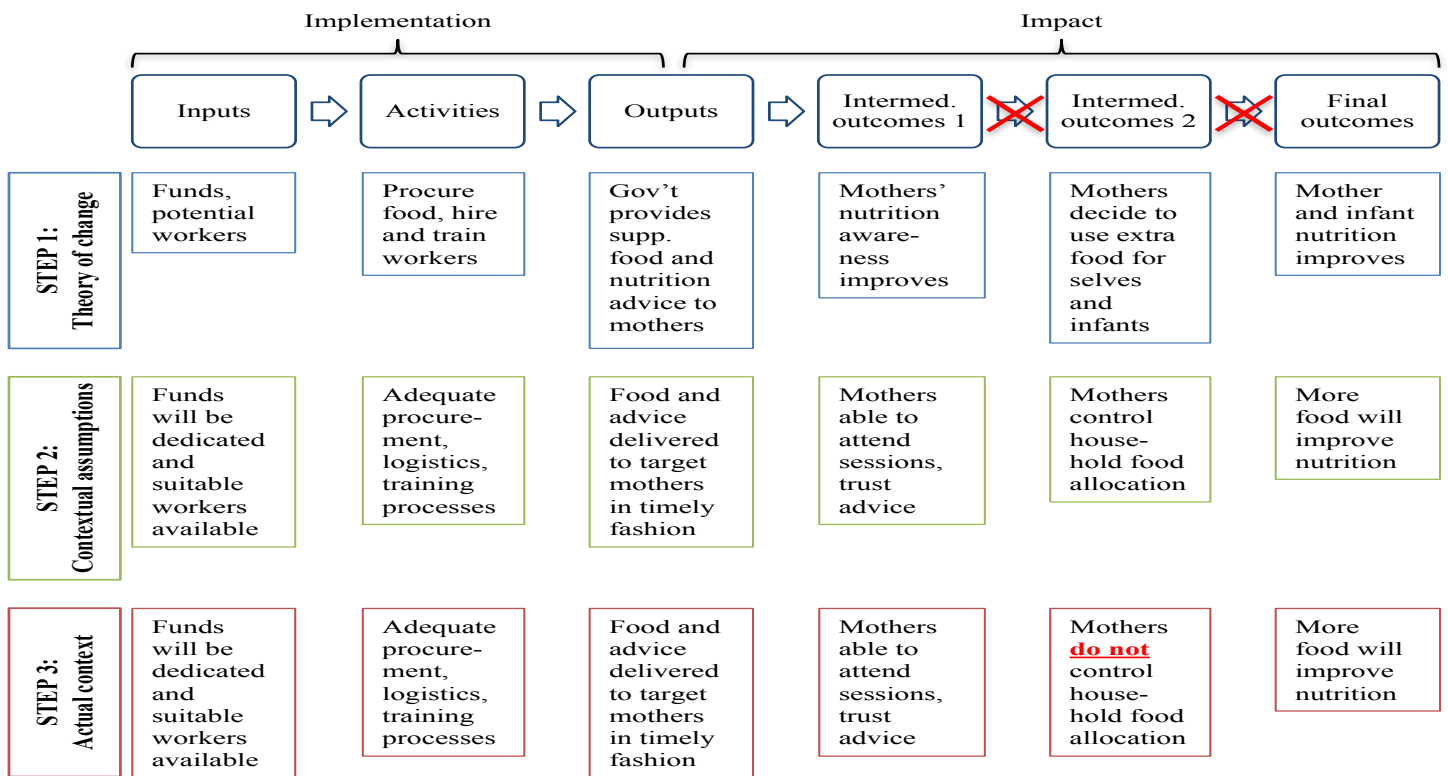 Implementation
Impact
Inputs
Activities
Outputs
Intermed.
outcomes 1
Intermed.
outcomes 2
Final
outcomes
STEP 1:
Theory of change
Funds,
potential
workers
Procure
food, hire
and train
workers
Gov’t
provides
supp.
food and
nutrition
advice to
mothers
Mothers’
nutrition
aware-
ness
improves
Mothers
decide to
use extra
food for
selves
and
infants
Mother
and infant
nutrition
improves
STEP 2:
Contextual assumptions
Funds
will be
dedicated
and
suitable
workers
available
Adequate
procure-
ment,
logistics,
training
processes
Food and
advice
delivered
to target
mothers
in timely
fashion
Mothers
able to
attend
sessions,
trust
advice
Mothers
control
house-
hold food
allocation
More
food will
improve
nutrition
STEP 3:
Actual context
Funds
will be
dedicated
and
suitable
workers
available
Adequate
procure-
ment,
logistics,
training
processes
Food and
advice
delivered
to target
mothers
in timely
fashion
Mothers
able to
attend
sessions,
trust
advice
Mothers
do not
control
house-
hold food
allocation
More
food will
improve
nutrition